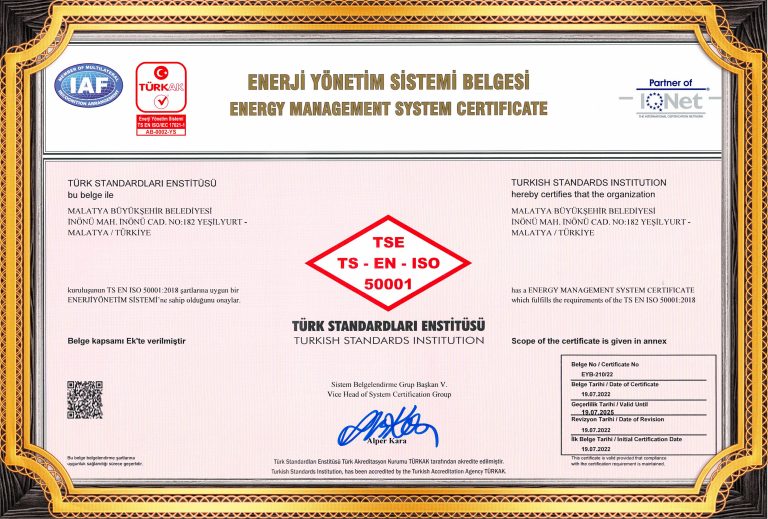 MEMBER OF MULTILATERAL
IAF
RECOGNITION ARRANGEMENT
TÜRKAK
Enerji Yönetim Sistemi
TS EN ISO/IEC 17021-1
AB-0002-YS
ENERJİ YÖNETİM SİSTEMİ BELGESİ
ENERGY MANAGEMENT SYSTEM CERTIFICATE
Partner of
IQNet
THE INTERNATIONAL CERTIFICATION NETWORK
TÜRK STANDARDLARI ENSTİTÜSÜ
bu belge ile
MALATYA BÜYÜKŞEHİR BELEDİYESİ
İNÖNÜ MAH. İNÖNÜ CAD. NO:182 YEŞİLYURT -
MALATYA / TÜRKİYE
kuruluşunun TS EN ISO 50001:2018 şartlarına uygun bir
ENERJİYÖNETİM SİSTEMİ'ne sahip olduğunu onaylar.
Belge kapsamı Ek'te verilmiştir
TURKISH STANDARDS INSTITUTION
hereby certifies that the organization
MALATYA BÜYÜKŞEHİR BELEDİYESİ
İNÖNÜ MAH. İNÖNÜ CAD. NO:182 YEŞİLYURT -
MALATYA / TÜRKİYE
has a ENERGY MANAGEMENT SYSTEM CERTIFICATE
which fulfills the requirements of the TS EN ISO 50001:2018
Scope of the certificate is given in annex
TSE
TS - EN - ISO
50001
TÜRK STANDARDLARI ENSTİTÜSÜ
TURKISH STANDARDS INSTITUTION
Sistem Belgelendirme Grup Başkan V.
Vice Head of System Certification Group
Alper Kara
Belge No / Certificate No
EYB-210/22
Belge Tarihi / Date of Certificate
19.07.2022
Geçerlilik Tarihi / Valid Until
19.07.2025
Revizyon Tarihi / Date of Revision
19.07.2022
İlk Belge Tarihi / Initial Certification Date
19.07.2022
Bu belge belgelendirme şartlarına
uygunluk sağlandığı sürece geçerlidir.
Türk Standardları Enstitüsü Türk Akreditasyon Kurumu TÜRKAK tarafından akredite edilmiştir.
Turkish Standards Institution, has been accredited by the Turkish Accreditation Agency TÜRKAK.
This certificate is valid provided that compliance
with the certification requirement is maintained.